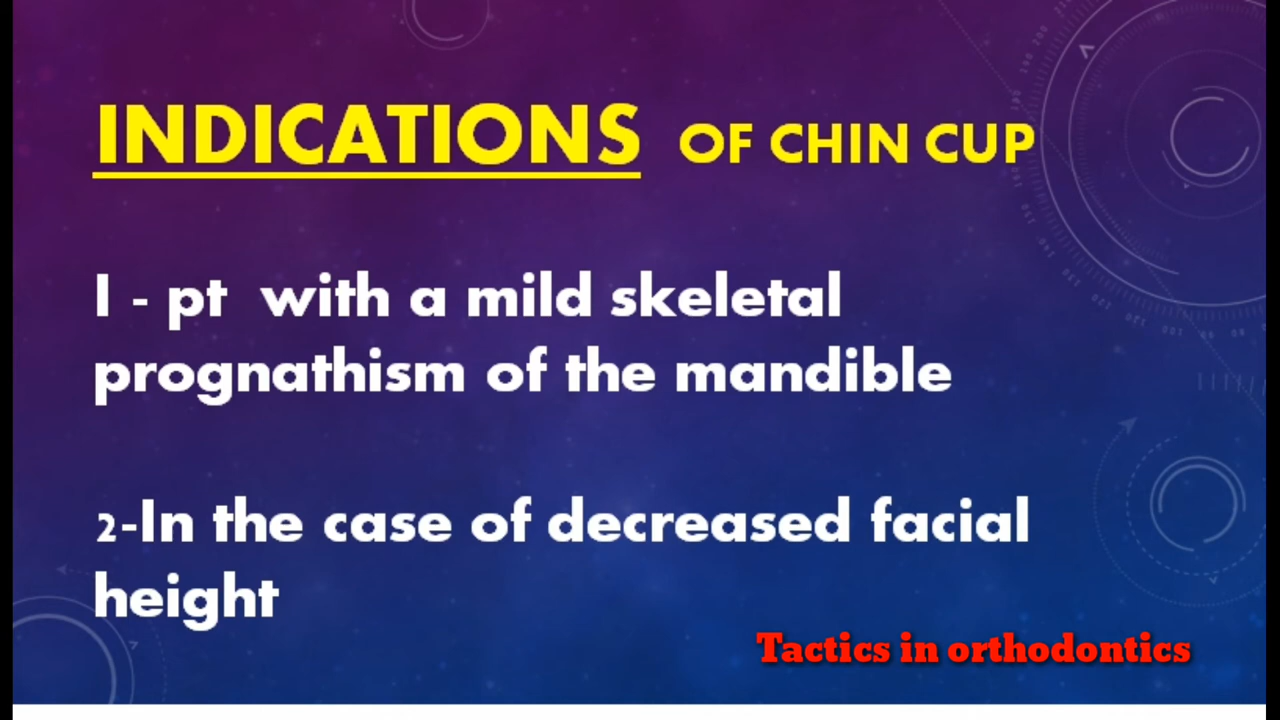 INDICATIONS OF CHIN CUP
1 - pt with a mild skeletal
prognathism of the mandible
2-In the case of decreased facial
height
Tactics in orthodontics